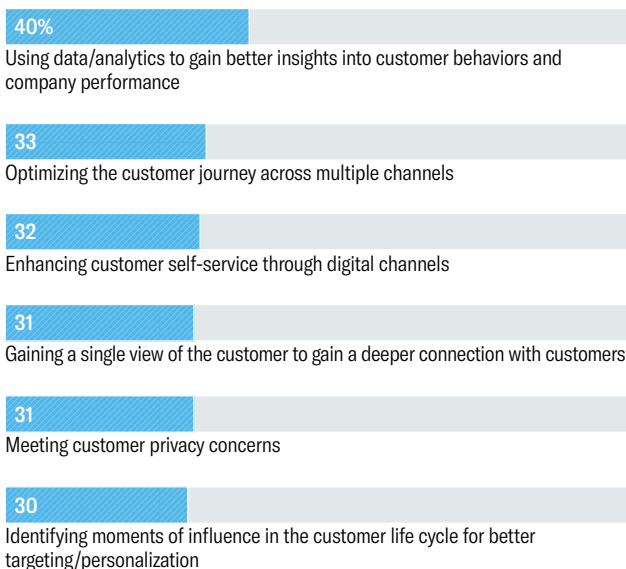 40%
Using data/analytics to gain better insights into customer behaviors and
company performance
33
Optimizing the customer journey across multiple channels
32
Enhancing customer self-service through digital channels
31
Gaining a single view of the customer to gain a deeper connection with customers
31
Meeting customer privacy concerns
30
Identifying moments of influence in the customer life cycle for better
targeting/personalization